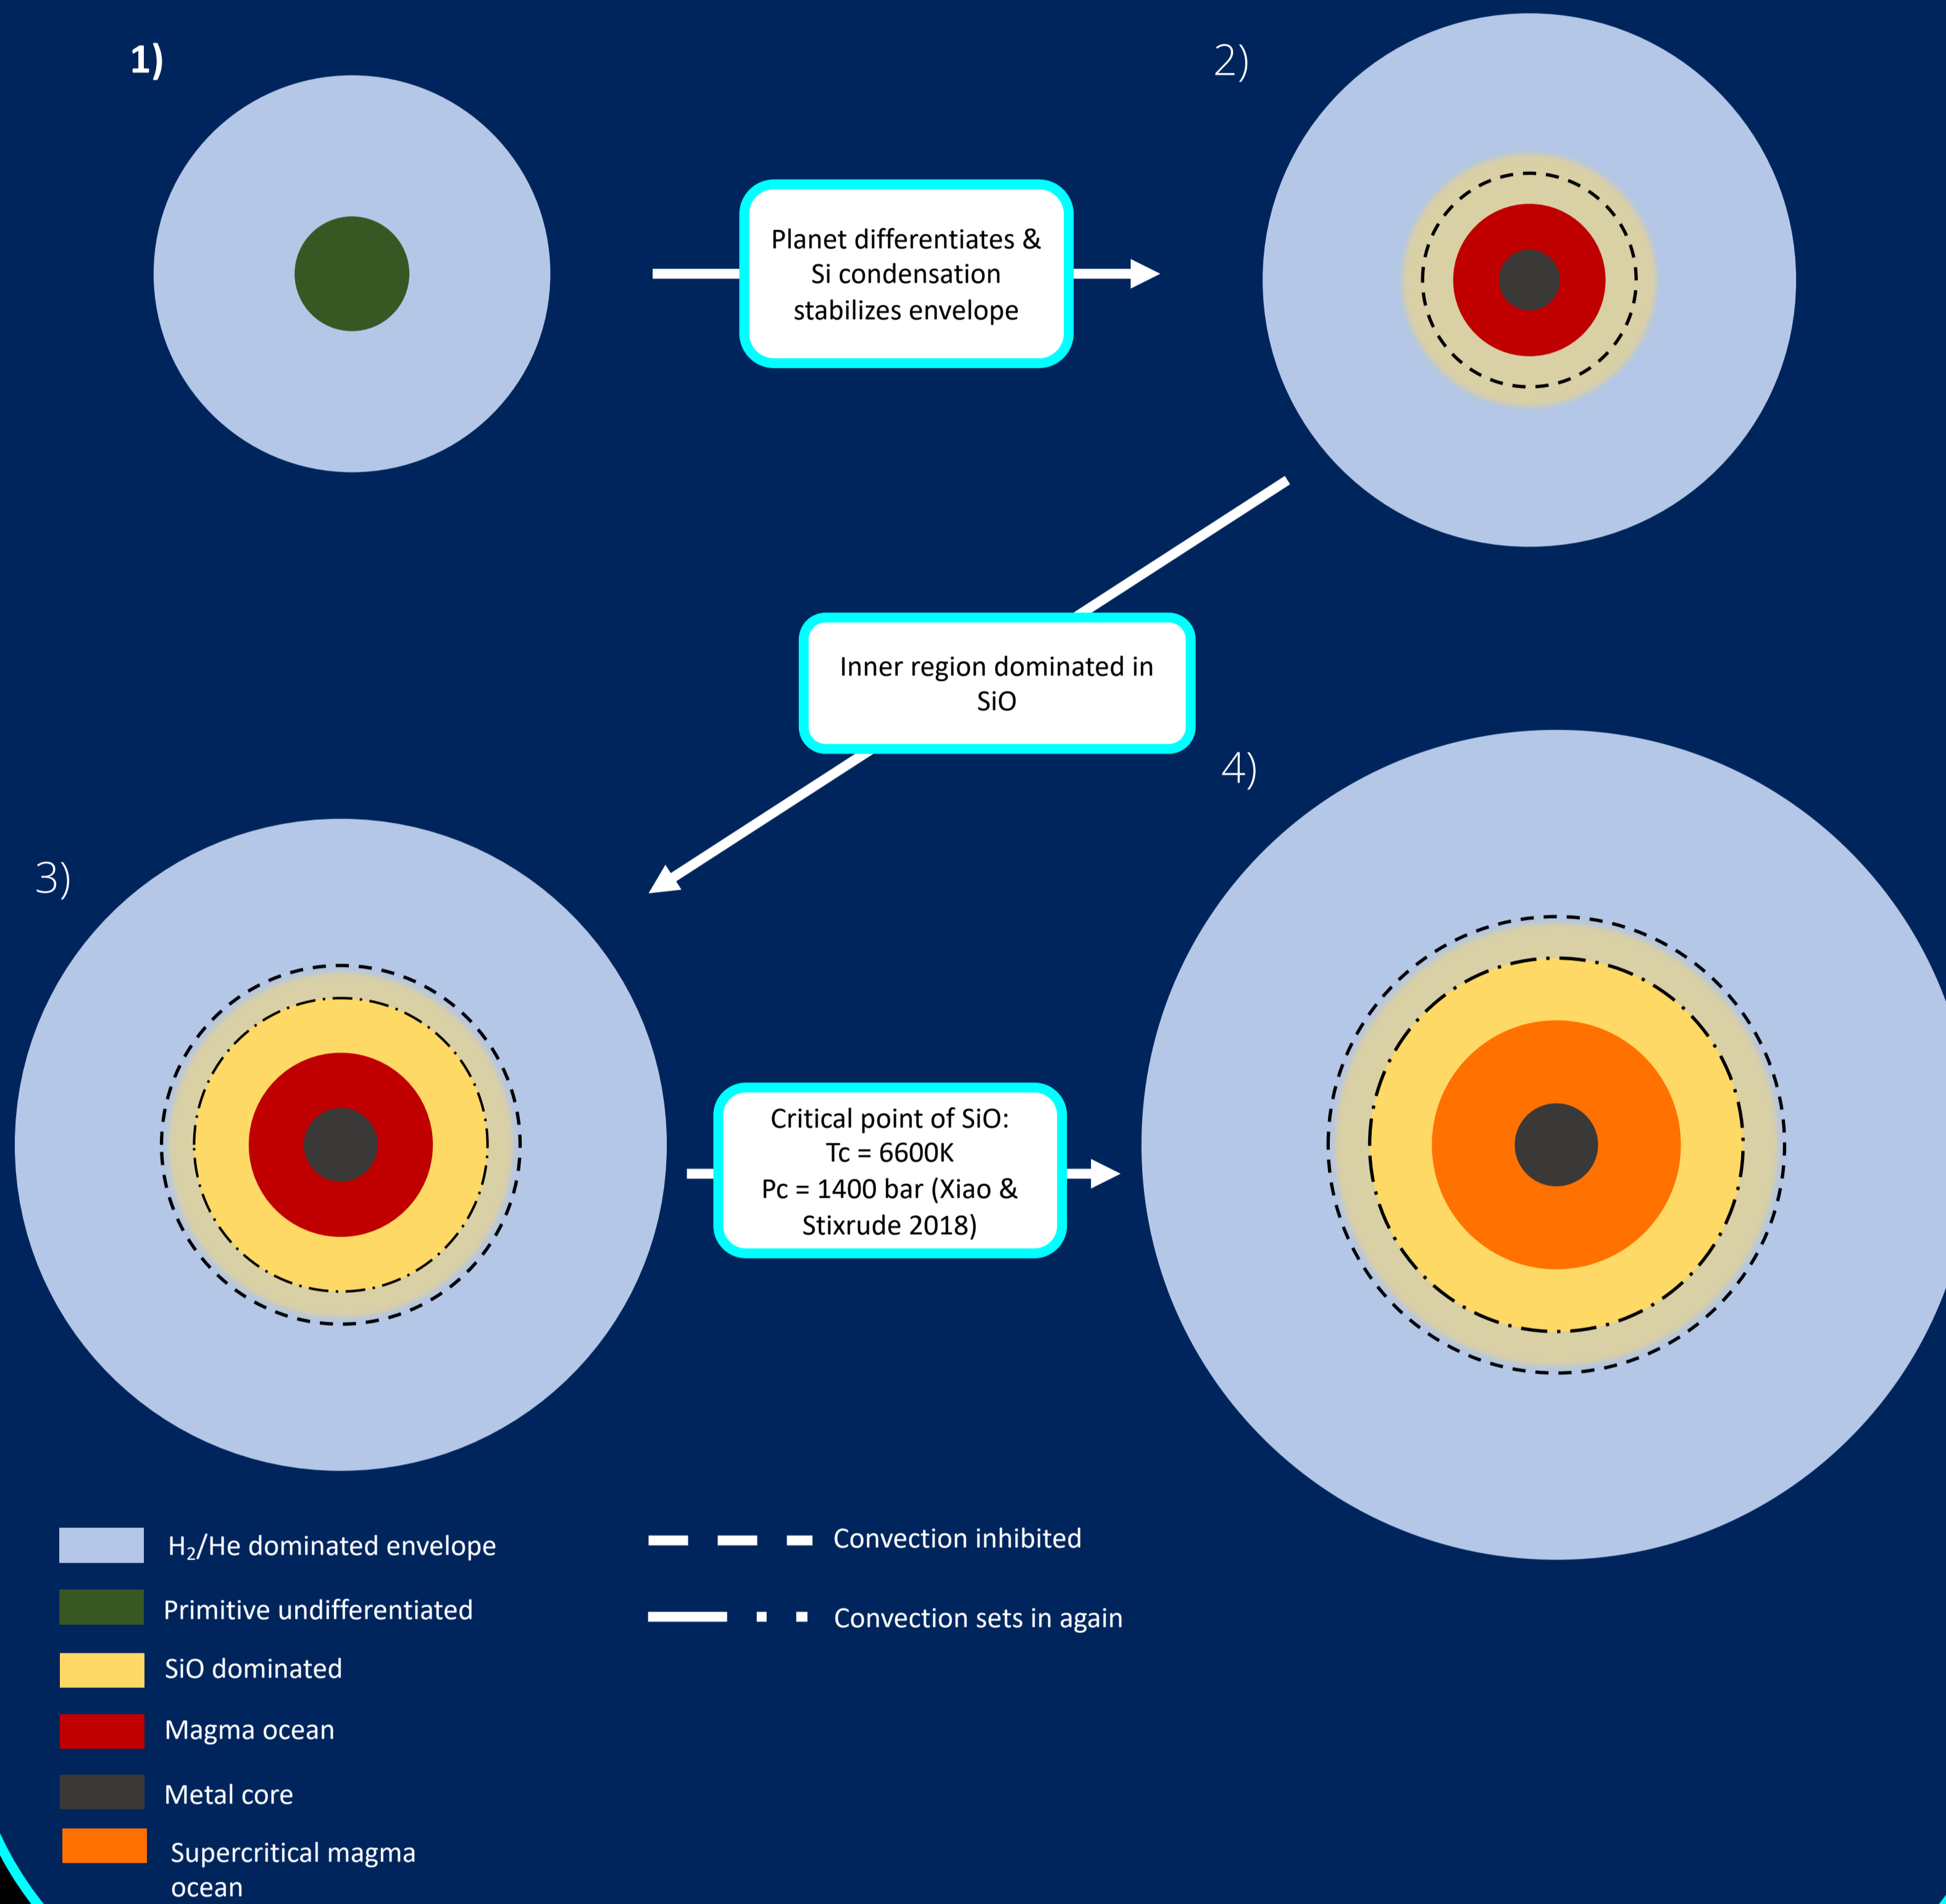 1)
2)
Planet differentiates &
Si condensation
stabilizes envelope
Inner region dominated in
SiO
3)
4)
Critical point of SiO:
Tc = 6600K
Pc = 1400 bar (Xiao &
Stixrude 2018)
H₂/He dominated envelope
Primitive undifferentiated
SiO dominated
Magma ocean
Metal core
Supercritical magma
ocean
Convection inhibited
Convection sets in again